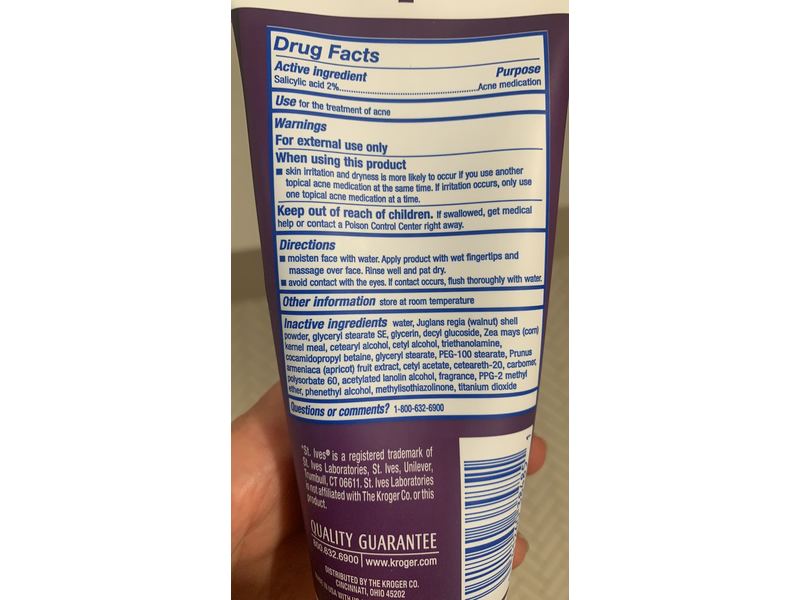 Drug Facts
Active ingredient Purpose
Salicylic acid 2%......................................................Acne medication
Use for the treatment of acne
Warnings
For external use only
When using this product
■ skin irritation and dryness is more likely to occur if you use another
topical acne medication at the same time. If irritation occurs, only use
one topical acne medication at a time.
Keep out of reach of children. If swallowed, get medical
help or contact a Poison Control Center right away.
Directions
■ moisten face with water. Apply product with wet fingertips and
massage over face. Rinse well and pat dry.
■ avoid contact with the eyes. If contact occurs, flush thoroughly with water.
Other information store at room temperature
Inactive ingredients water, Juglans regia (walnut) shell
powder, glyceryl stearate SE, glycerin, decyl glucoside, Zea mays (corn)
kernel meal, cetearyl alcohol, cetyl alcohol, triethanolamine,
cocamidopropyl betaine, glyceryl stearate, PEG-100 stearate, Prunus
armeniaca (apricot) fruit extract, cetyl acetate, ceteareth-20, carbomer,
polysorbate 60, acetylated lanolin alcohol, fragrance, PPG-2 methyl
ether, phenethyl alcohol, methylisothiazolinone, titanium dioxide
Questions or comments? 1-800-632-6900
*St. Ives® is a registered trademark of
St. Ives Laboratories, St. Ives, Unilever,
Trumbull, CT 06611. St. Ives Laboratories
is not affiliated with The Kroger Co. or this
product.
QUALITY GUARANTEE
800.632.6900 | www.kroger.com
DISTRIBUTED BY THE KROGER CO.
CINCINNATI, OHIO 45202